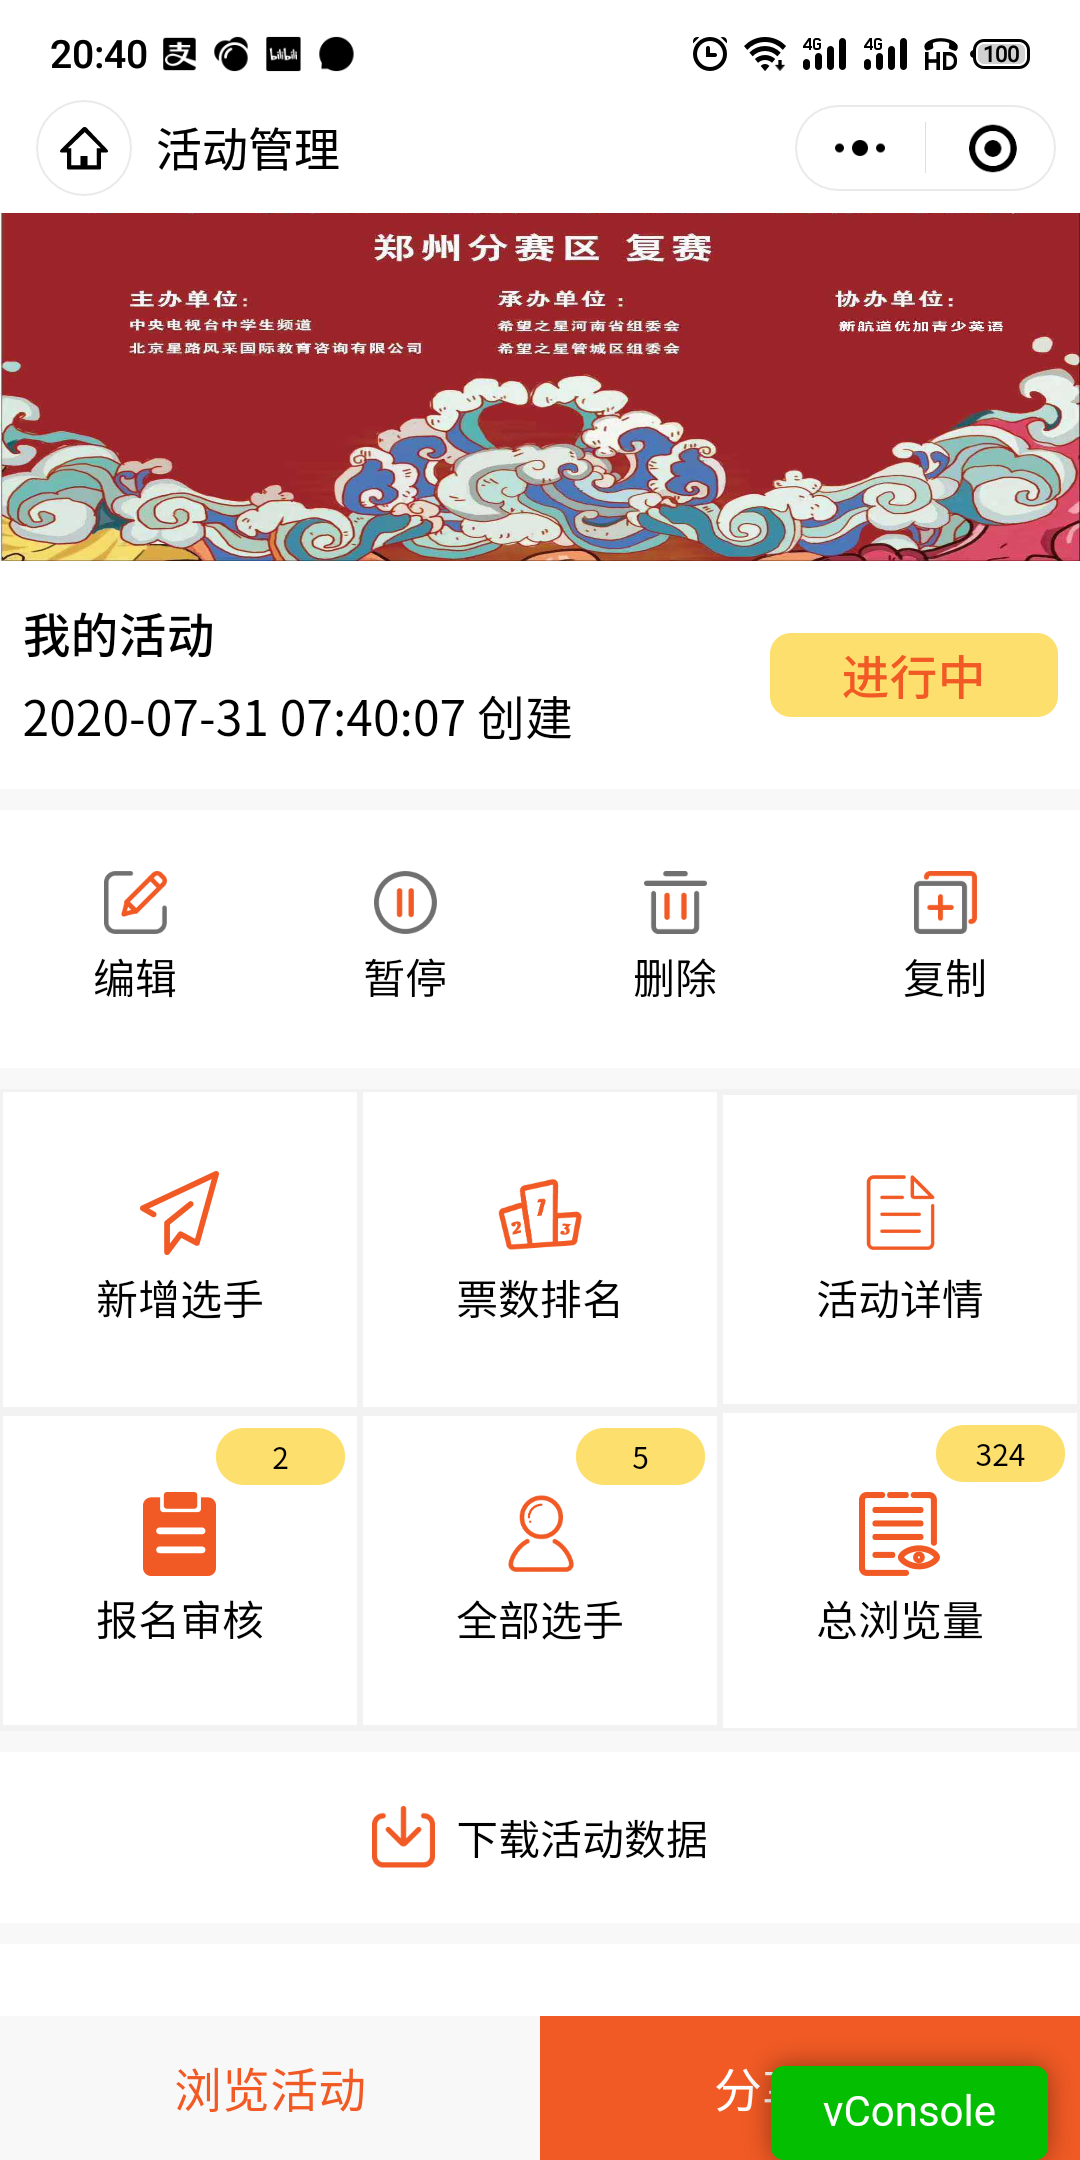 20:40 支 bilibili 4G 4G HD 100
活动管理
郑州分赛区 复赛
主办单位: 承办单位 : 协办单位:
中央电视台中学生频道 希望之星河南省组委会 新航道优加青少英语
北京星路风采国际教育咨询有限公司 希望之星管城区组委会
我的活动
进行中
2020-07-31 07:40:07 创建
编辑 暂停 删除 复制
1 2 3
新增选手 票数排名 活动详情
2 5 324
报名审核 全部选手 总浏览量
下载活动数据
浏览活动 分
vConsole